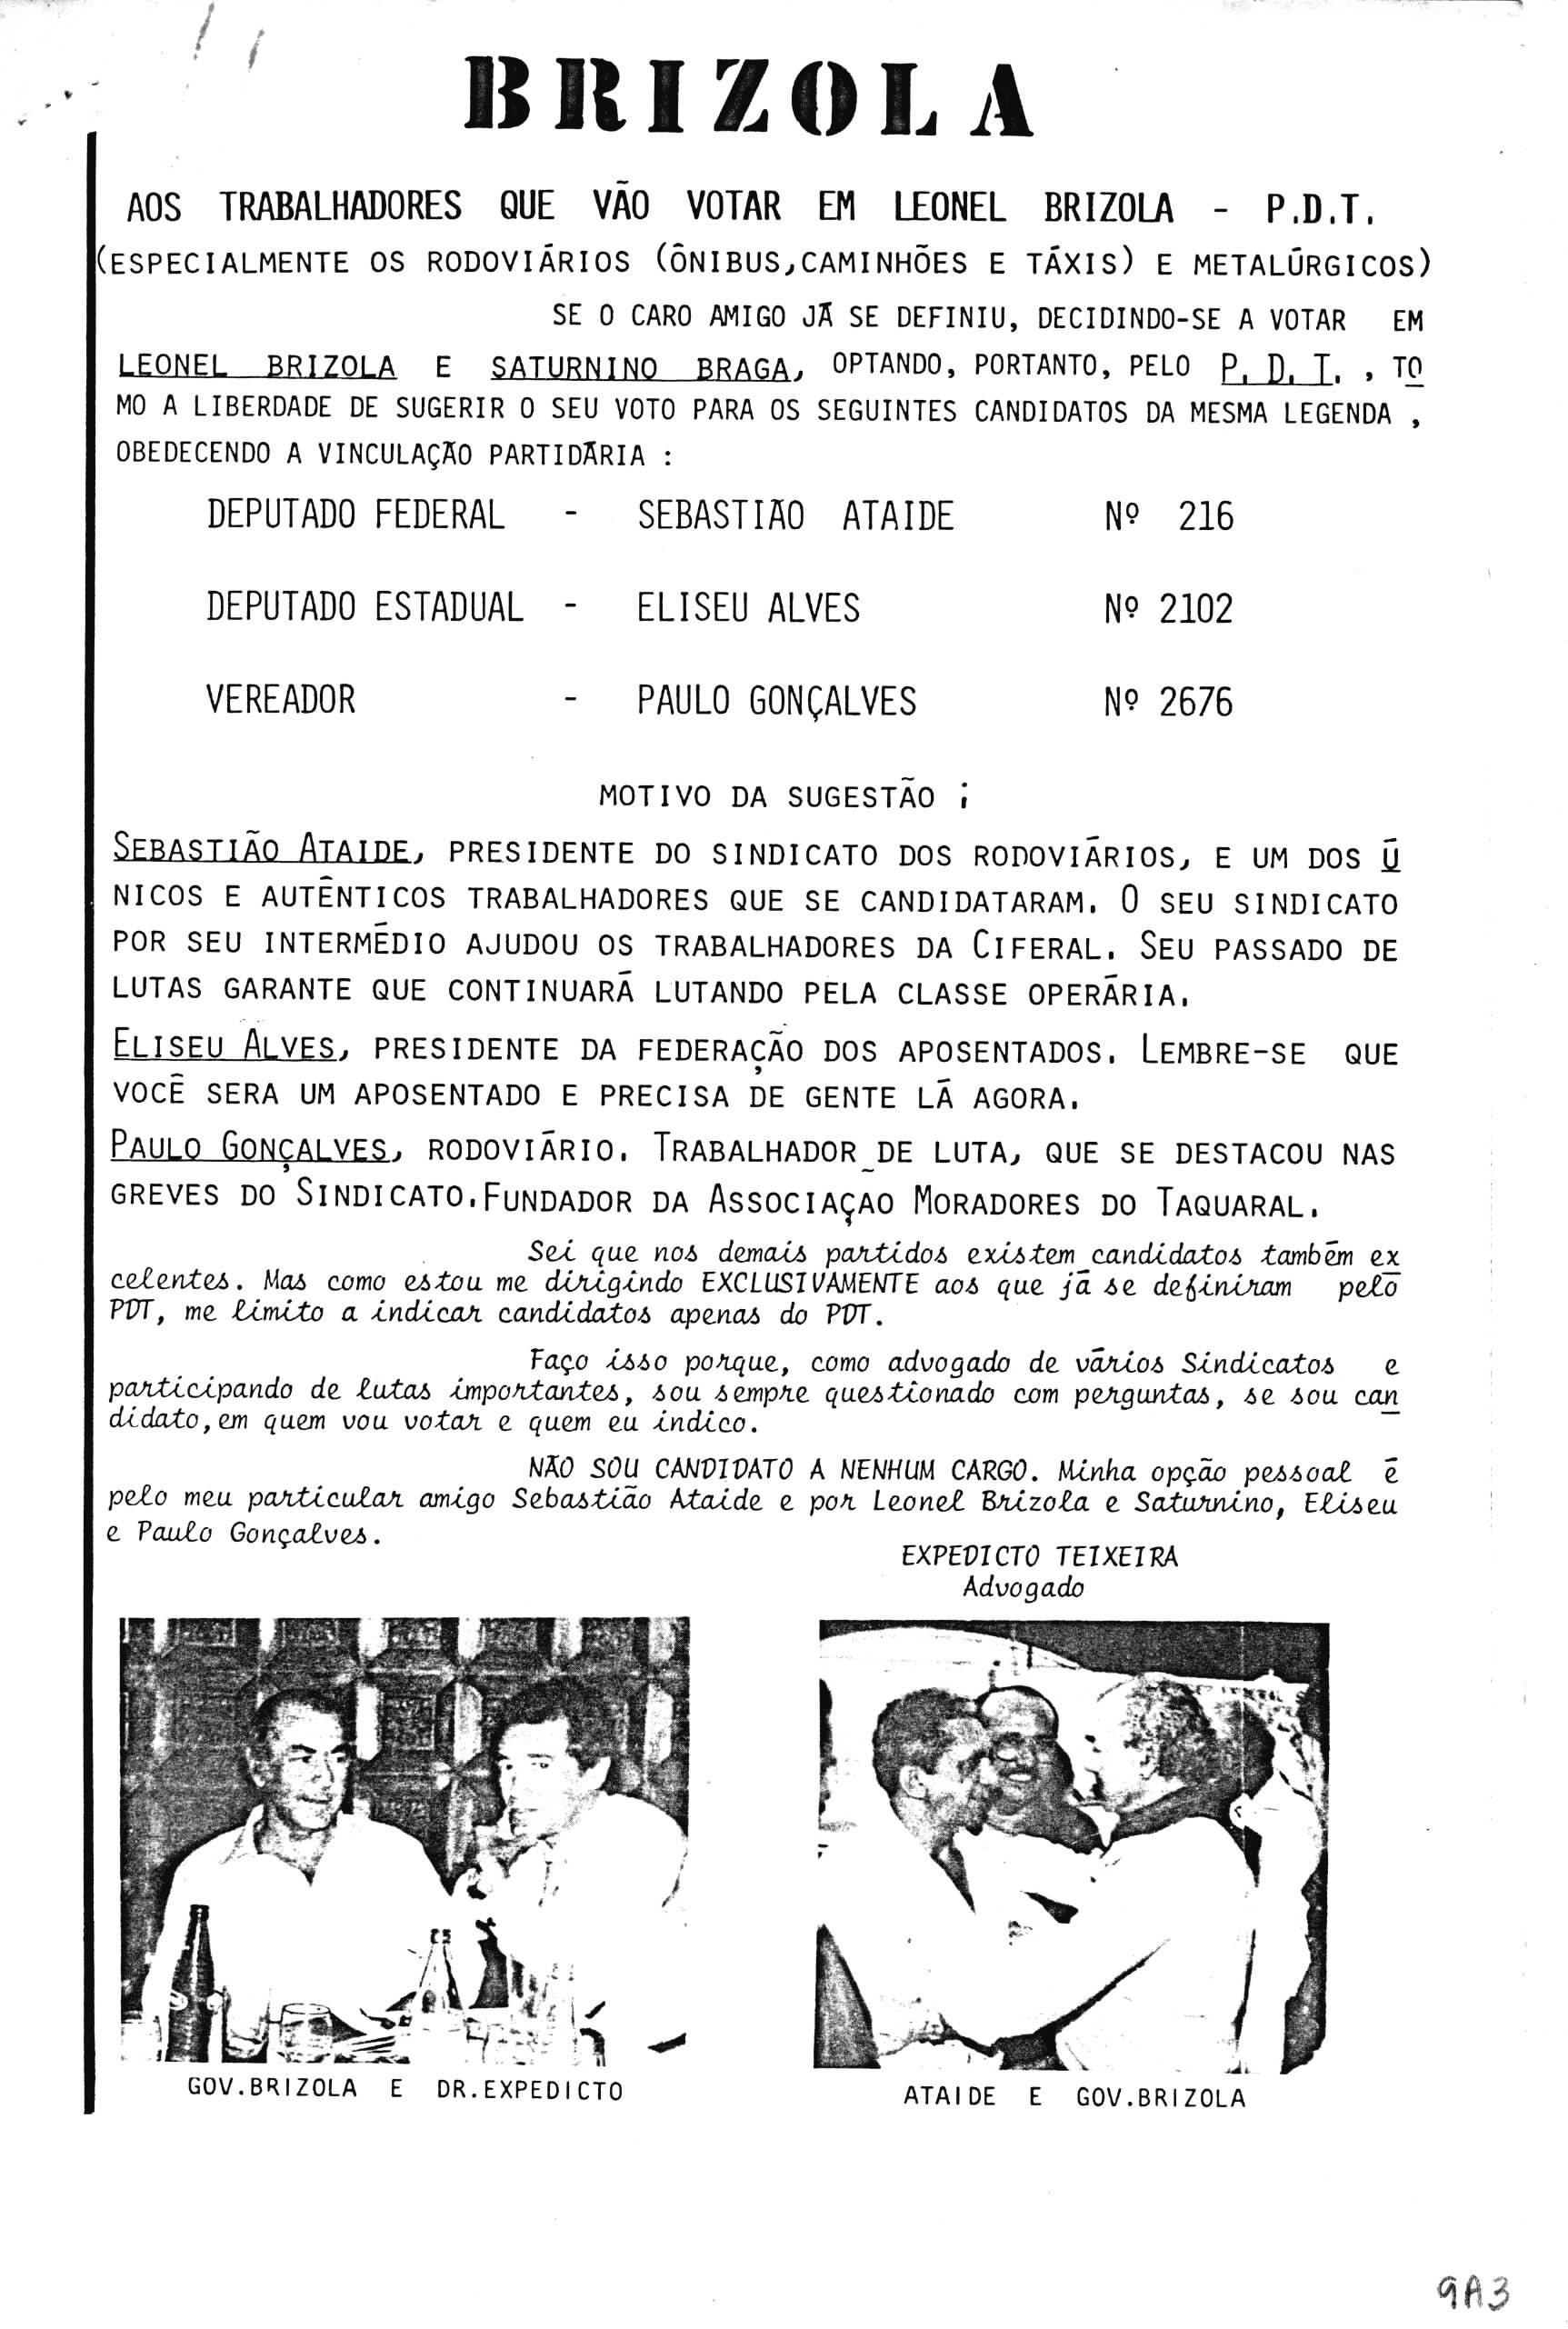 BRIZOLA
AOS TRABALHADORES QUE VÃO VOTAR EM LEONEL BRIZOLA - P.D.T.
(ESPECIALMENTE OS RODOVIÁRIOS (ÔNIBUS,CAMINHÕES E TÁXIS) E METALÚRGICOS)
SE O CARO AMIGO JÁ SE DEFINIU, DECIDINDO-SE A VOTAR EM
LEONEL BRIZOLA E SATURNINO BRAGA, OPTANDO, PORTANTO, PELO P.D.T., TO
MO A LIBERDADE DE SUGERIR O SEU VOTO PARA OS SEGUINTES CANDIDATOS DA MESMA LEGENDA ,
OBEDECENDO A VINCULAÇÃO PARTIDÁRIA :
DEPUTADO FEDERAL - SEBASTIÃO ATAIDE Nº 216
DEPUTADO ESTADUAL - ELISEU ALVES Nº 2102
VEREADOR - PAULO GONÇALVES Nº 2676
MOTIVO DA SUGESTÃO ;
SEBASTIÃO ATAIDE, PRESIDENTE DO SINDICATO DOS RODOVIÁRIOS, E UM DOS Ú
NICOS E AUTÊNTICOS TRABALHADORES QUE SE CANDIDATARAM. O SEU SINDICATO
POR SEU INTERMÉDIO AJUDOU OS TRABALHADORES DA CIFERAL. SEU PASSADO DE
LUTAS GARANTE QUE CONTINUARÁ LUTANDO PELA CLASSE OPERÁRIA.
ELISEU ALVES, PRESIDENTE DA FEDERAÇÃO DOS APOSENTADOS. LEMBRE-SE QUE
VOCÊ SERA UM APOSENTADO E PRECISA DE GENTE LÁ AGORA.
PAULO GONÇALVES, RODOVIÁRIO. TRABALHADOR DE LUTA, QUE SE DESTACOU NAS
GREVES DO SINDICATO.FUNDADOR DA ASSOCIAÇÃO MORADORES DO TAQUARAL.
Sei que nos demais partidos existem candidatos também ex
celentes. Mas como estou me dirigindo EXCLUSIVAMENTE aos que já se definiram pelo
PDT, me limito a indicar candidatos apenas do PDT.
Faço isso porque, como advogado de vários Sindicatos e
participando de lutas importantes, sou sempre questionado com perguntas, se sou can
didato,em quem vou votar e quem eu indico.
NÃO SOU CANDIDATO A NENHUM CARGO. Minha opção pessoal é
pelo meu particular amigo Sebastião Ataide e por Leonel Brizola e Saturnino, Eliseu
e Paulo Gonçalves.
EXPEDICTO TEIXEIRA
Advogado
GOV.BRIZOLA E DR.EXPEDICTO
ATAIDE E GOV.BRIZOLA
9A3